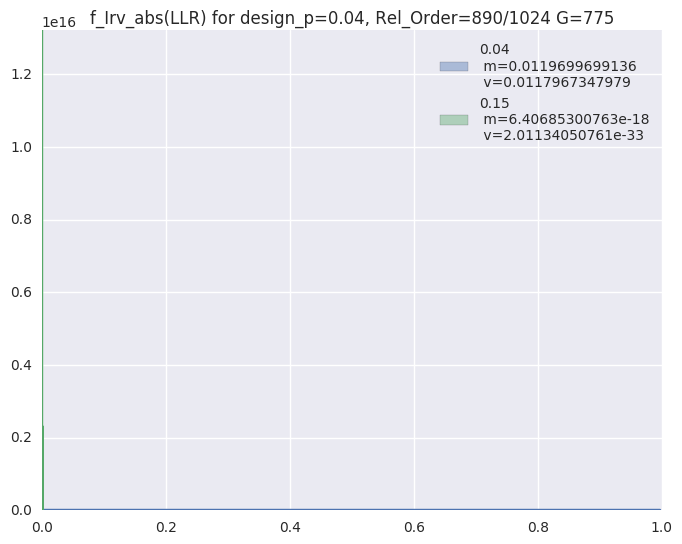 f_Irv_abs(LLR) for design_p=0.04, Rel_Order=890/1024 G=775
1e16
0.04
m=0.0119699699136
v=0.0117967347979
0.15
m=6.40685300763e-18
v=2.01134050761e-33
1.2
1.0
0.8
0.6
0.4
0.2
0.0
0.0 0.2 0.4 0.6 0.8 1.0